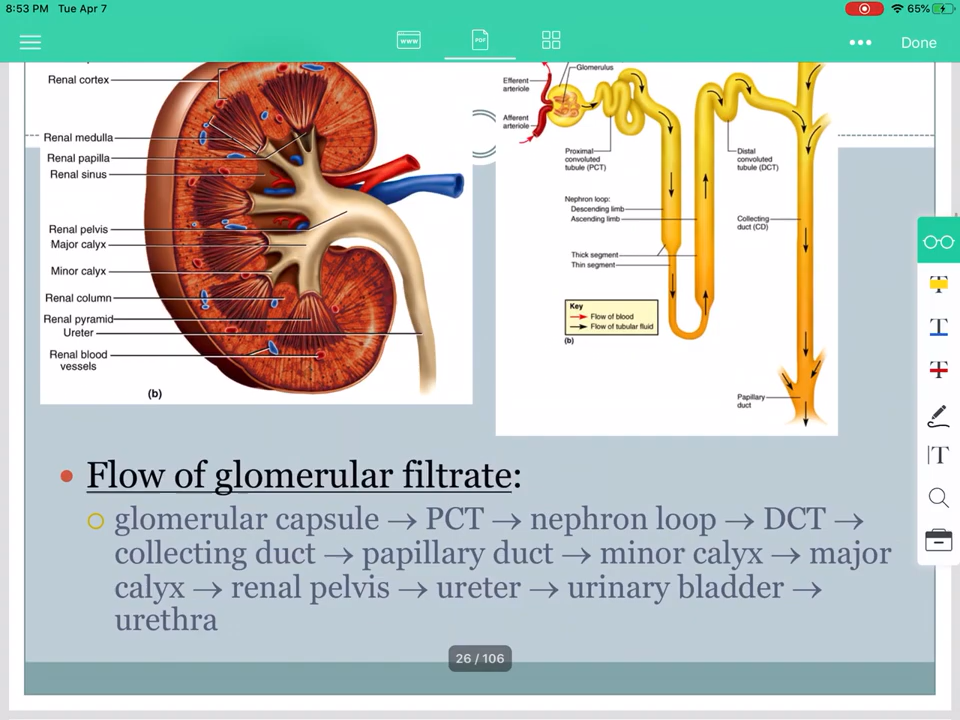 8:53 PM Tue Apr 7
65%
WWW
PDF
Done
Renal cortex
Renal medulla
Renal papilla
Renal sinus
Renal pelvis
Major calyx
Minor calyx
Renal column
Renal pyramid
Ureter
Renal blood
vessels
(b)
Glomerulus
Efferent
arteriole
Afferent
arteriole
Proximal
convoluted
tubule (PCT)
Distal
convoluted
tubule (DCT)
Nephron loop:
Descending limb
Ascending limb
Collecting
duct (CD)
Thick segment
Thin segment
Key
Flow of blood
Flow of tubular fluid
(b)
Papillary
duct
T
T
T
T
• Flow of glomerular filtrate:
glomerular capsule → PCT → nephron loop → DCT →
collecting duct → papillary duct → minor calyx → major
calyx → renal pelvis → ureter → urinary bladder →
urethra
26 / 106